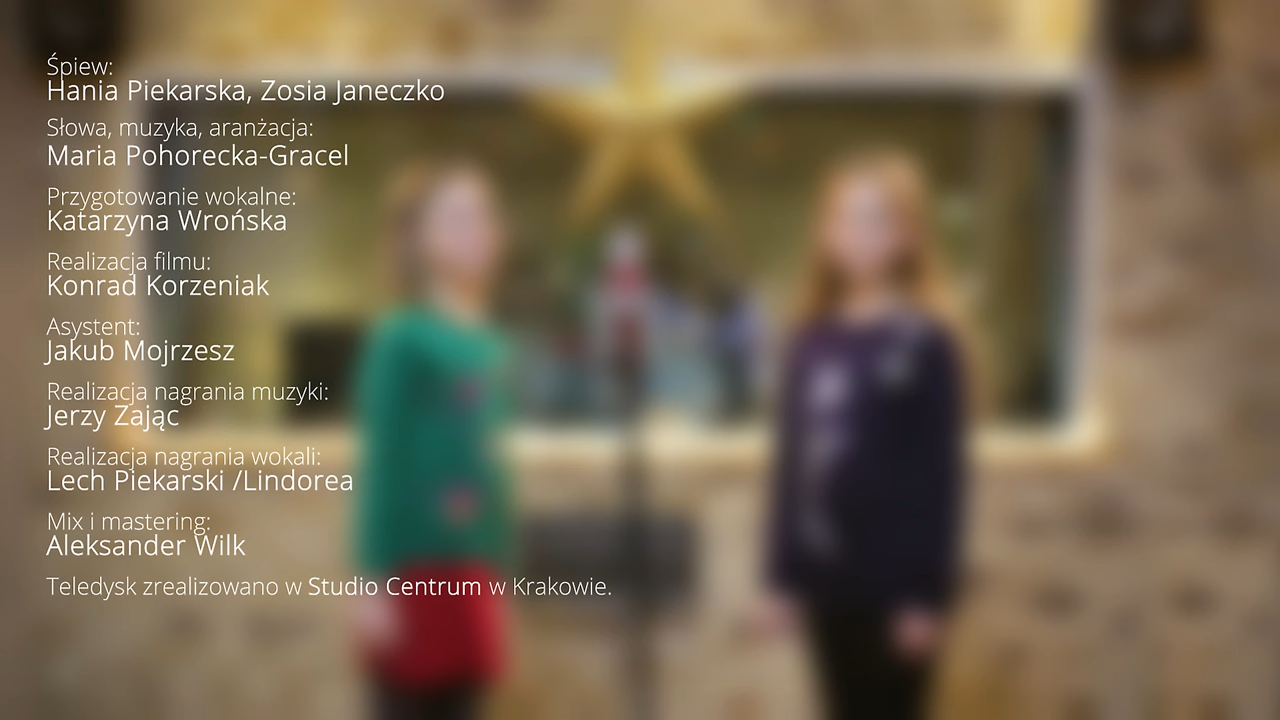 Śpiew:
Hania Piekarska, Zosia Janeczko
Słowa, muzyka, aranżacja:
Maria Pohorecka-Gracel
Przygotowanie wokalne:
Katarzyna Wrońska
Realizacja filmu:
Konrad Korzeniak
Asystent:
Jakub Mojrzesz
Realizacja nagrania muzyki:
Jerzy Zając
Realizacja nagrania wokali:
Lech Piekarski /Lindorea
Mix i mastering:
Aleksander Wilk
Teledysk zrealizowano w Studio Centrum w Krakowie.